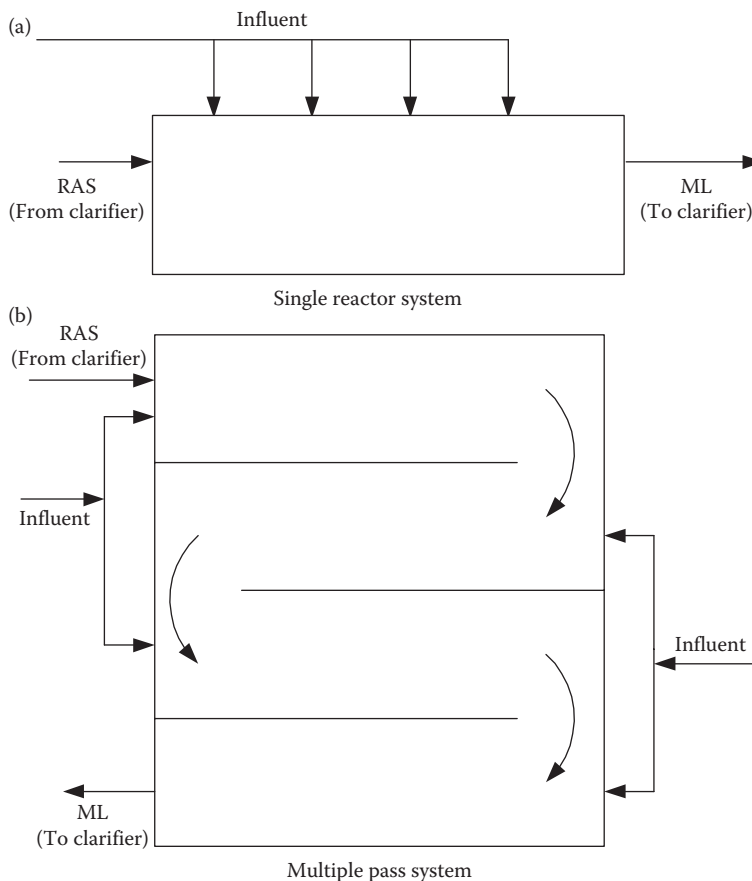 (a)
Influent
RAS
(From clarifier)
ML
(To clarifier)
Single reactor system
(b)
RAS
(From clarifier)
Influent
Influent
ML
(To clarifier)
Multiple pass system